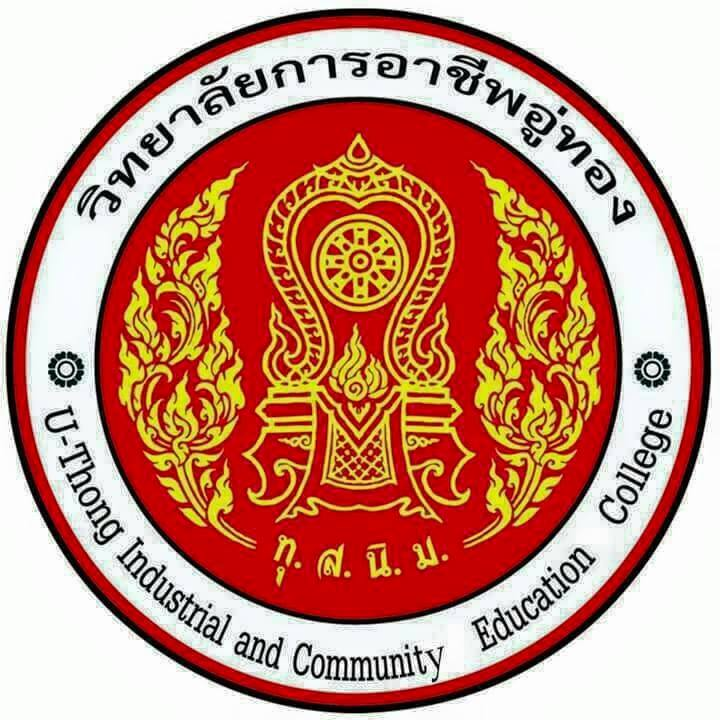 วิทยาลัยการอาชีพอู่ทอง
ทุ. ส. นิ. ม.
U-Thong Industrial and Community Education College